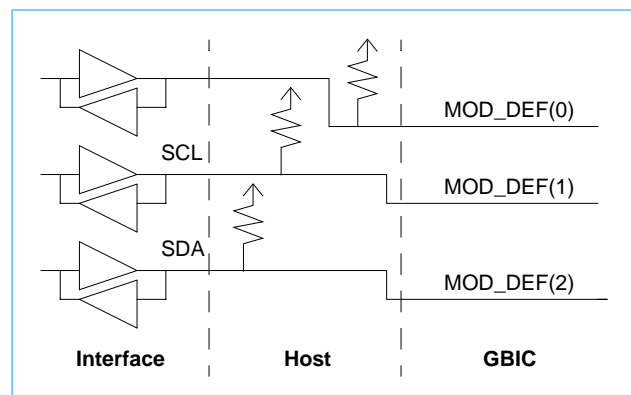 MOD_DEF(0)
SCL
MOD_DEF(1)
SDA
MOD_DEF(2)
Interface Host GBIC